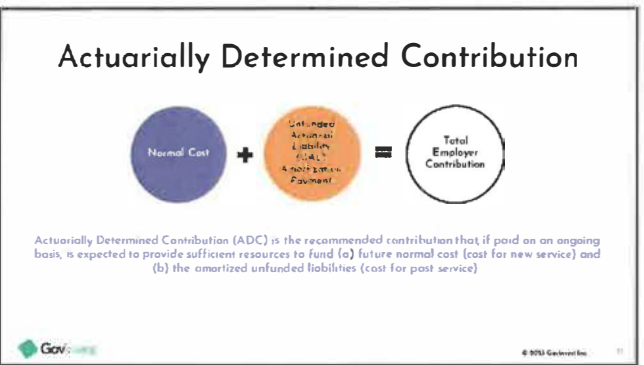 Actuarially Determined Contribution
Normal Cost
+
Unfunded
Actuarial
Liability
(UAL)
Amortization
Payment
=
Total
Employer
Contribution
Actuarially Determined Contribution (ADC) is the recommended contribution that, if paid on an ongoing
basis, is expected to provide sufficient resources to fund (a) future normal cost (cost for new service) and
(b) the amortized unfunded liabilities (cost for past service)
Gov
Inc.